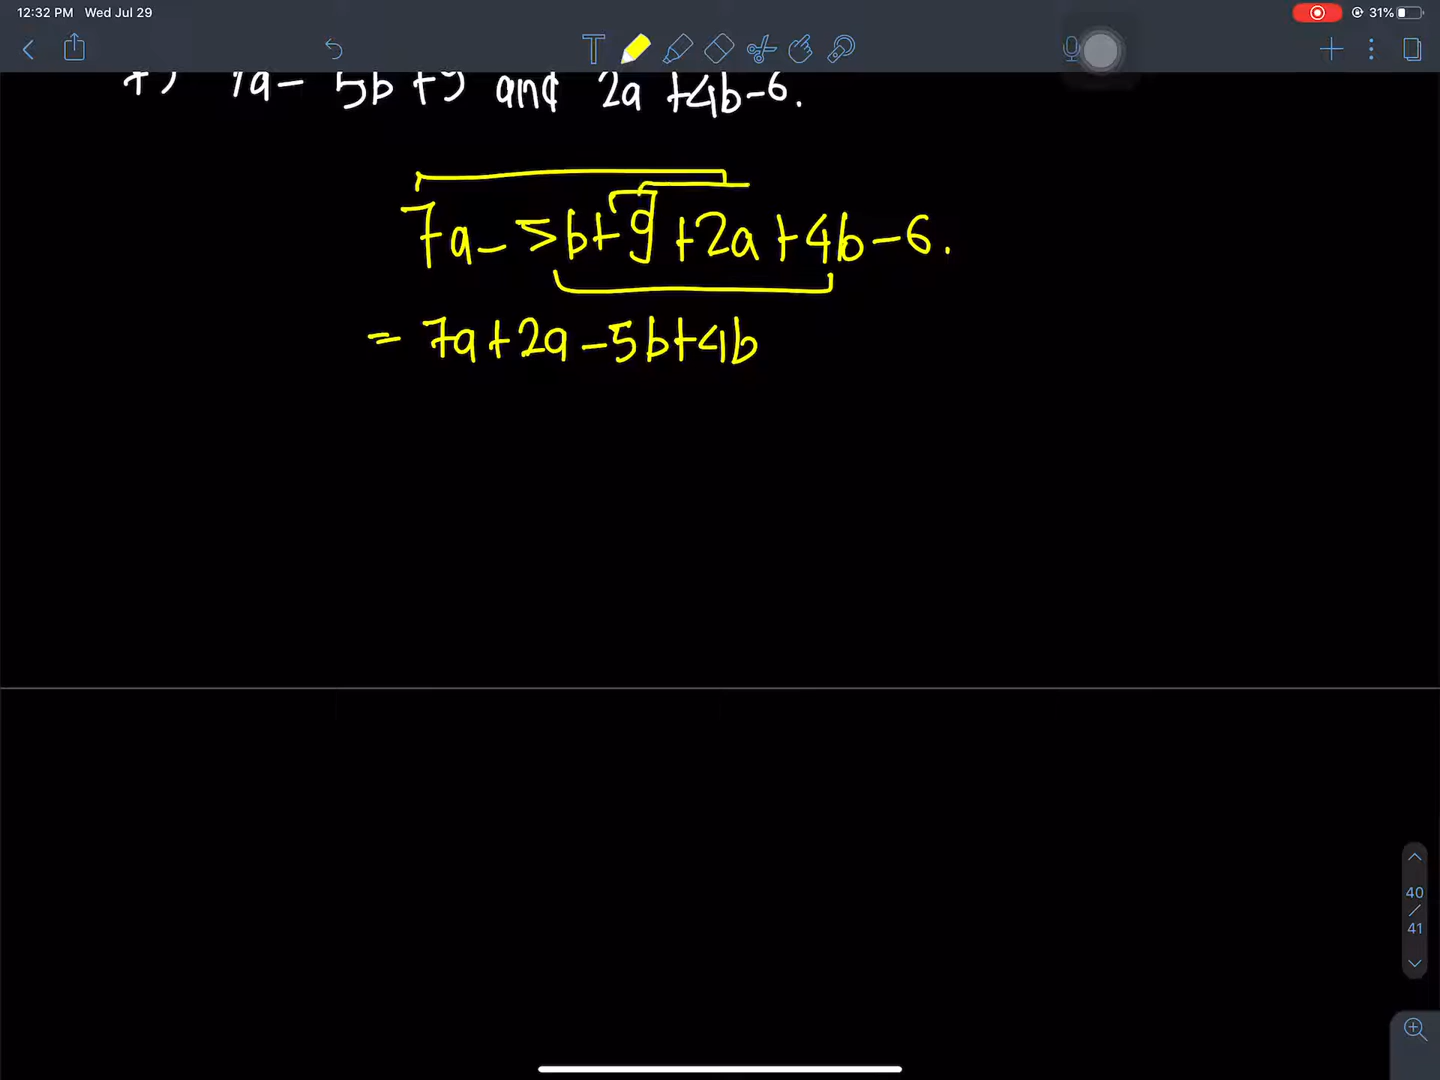 12:32 PM Wed Jul 29
31%
7a- 5b +9 and 2a +4b-6.
7a- 5b+9 +2a+4b-6.
= 7a+2a-5b+4b
40
/
41